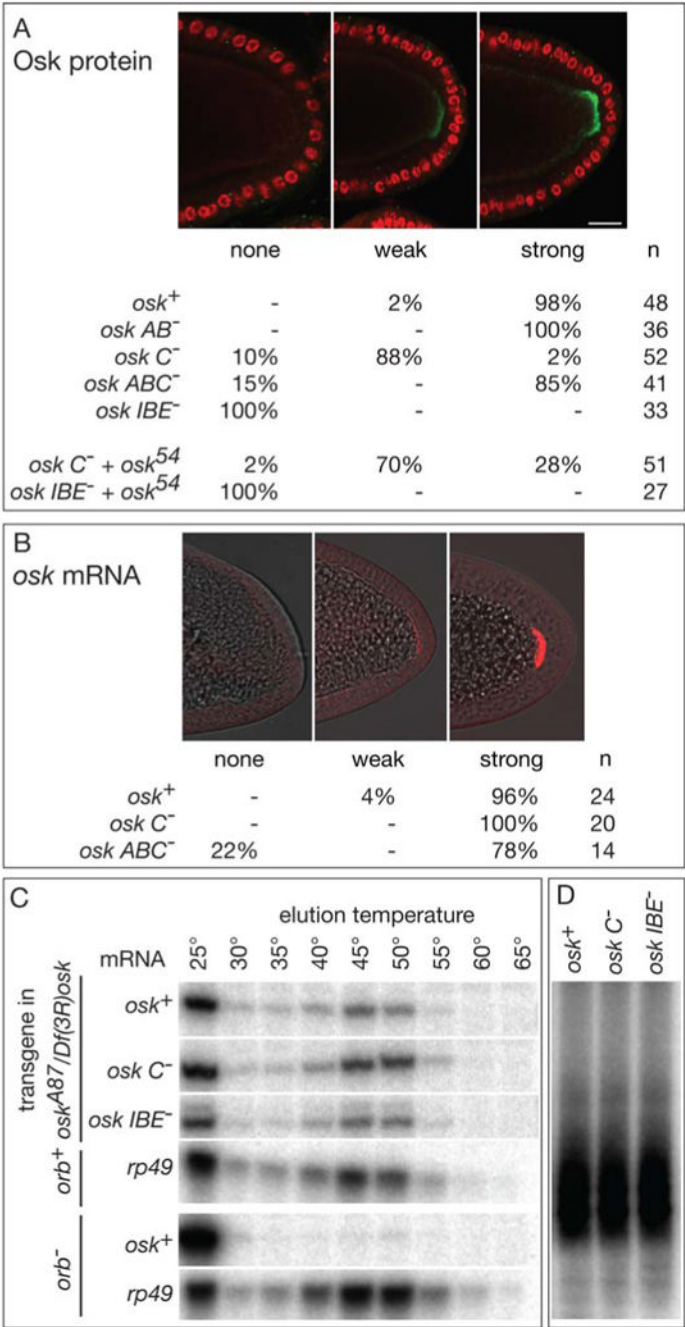 A
Osk protein
none weak strong n
osk+ - 2% 98% 48
osk AB- - - 100% 36
osk C- 10% 88% 2% 52
osk ABC- 15% - 85% 41
osk IBE- 100% - - 33
osk C- + osk54 2% 70% 28% 51
osk IBE- + osk54 100% - - 27
B
osk mRNA
none weak strong n
osk+ - 4% 96% 24
osk C- - - 100% 20
osk ABC- 22% - 78% 14
C
elution temperature
mRNA 25° 30° 35° 40° 45° 50° 55° 60° 65°
transgene in
oskA87/Df(3R)osk
osk+
osk C-
osk IBE-
orb+
rp49
orb-
osk+
rp49
D
osk+ osk C- osk IBE-